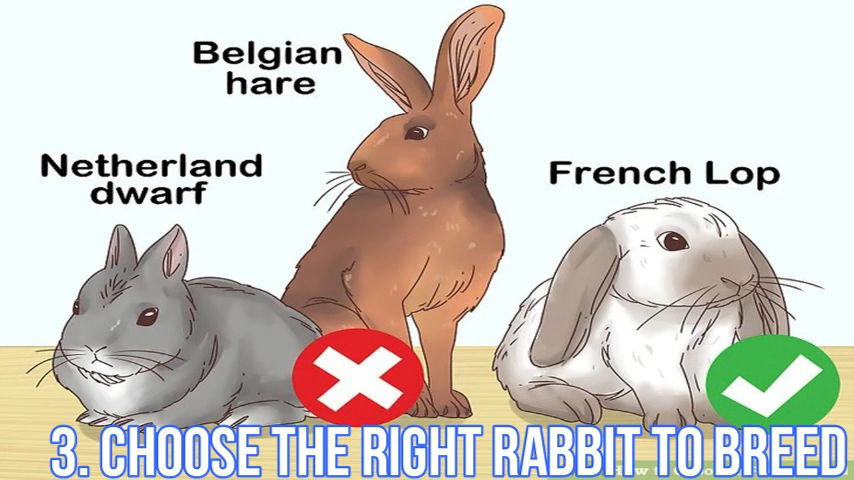 Belgian
hare
Netherland
dwarf
French Lop
3. CHOOSE THE RIGHT RABBIT TO BREED